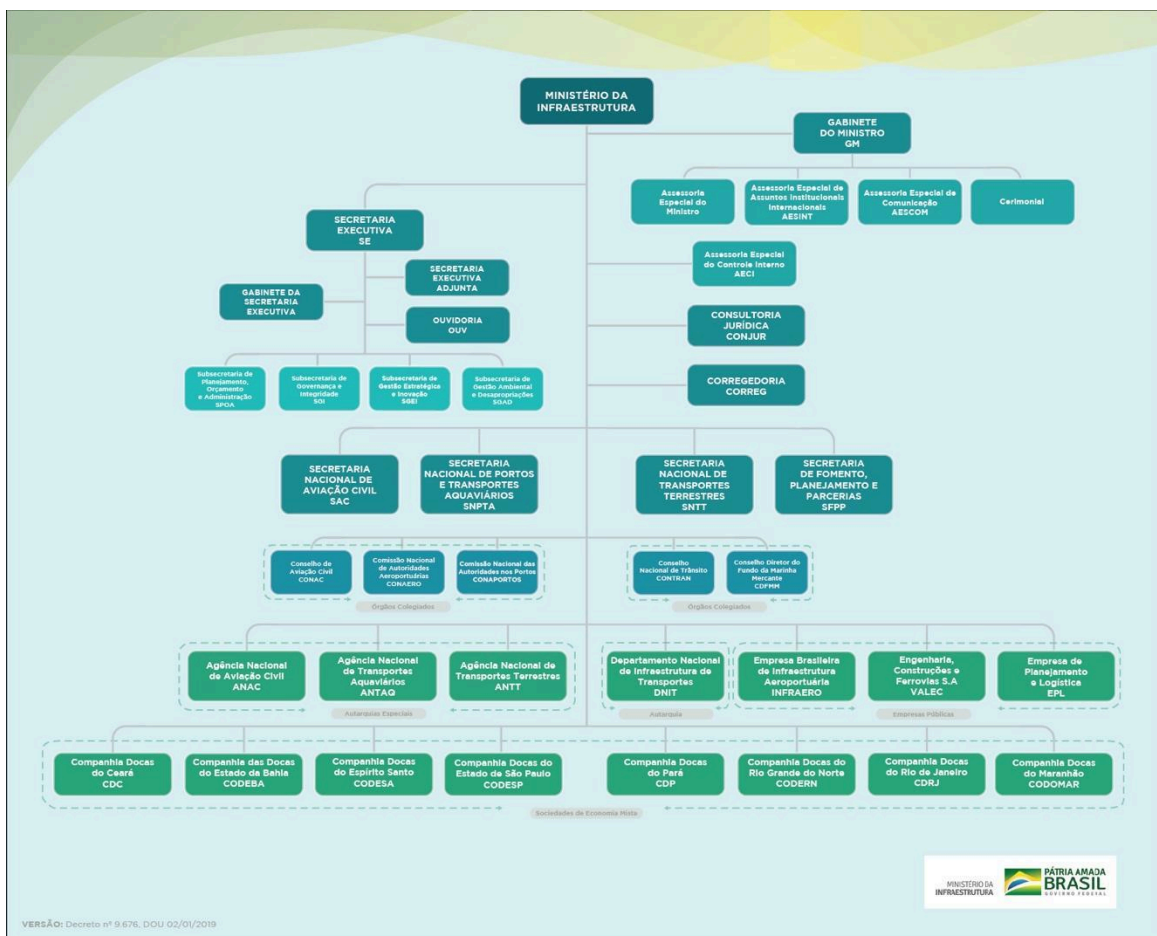 MINISTÉRIO DA
INFRAESTRUTURA
GABINETE
DO MINISTRO
GM
Assessoria
Especial do
Ministro
Assessoria Especial de
Assuntos Institucionais
Internacionais
AESINT
Assessoria Especial de
Comunicação
AESCOM
Cerimonial
SECRETARIA
EXECUTIVA
SE
Assessoria Especial
do Controle Interno
AECI
SECRETARIA
EXECUTIVA
ADJUNTA
GABINETE DA
SECRETARIA
EXECUTIVA
OUVIDORIA
OUV
CONSULTORIA
JURÍDICA
CONJUR
Subsecretaria de
Planejamento,
Orçamento
e Administração
SPOA
Subsecretaria de
Governança e
Integridade
SGI
Subsecretaria de
Gestão Estratégica
e Inovação
SGEI
Subsecretaria de
Gestão Ambiental
e Desapropriações
SGAD
CORREGEDORIA
CORREG
SECRETARIA
NACIONAL DE
AVIAÇÃO CIVIL
SAC
SECRETARIA
NACIONAL DE PORTOS
E TRANSPORTES
AQUAVIÁRIOS
SNPTA
SECRETARIA
NACIONAL DE
TRANSPORTES
TERRESTRES
SNTT
SECRETARIA
DE FOMENTO,
PLANEJAMENTO E
PARCERIAS
SFPP
Conselho de
Aviação Civil
CONAC
Comissão Nacional
de Autoridades
Aeroportuárias
CONAERO
Comissão Nacional das
Autoridades nos Portos
CONAPORTOS
Conselho
Nacional de Trânsito
CONTRAN
Conselho Diretor do
Fundo da Marinha
Mercante
CDFMM
Órgãos Colegiados
Órgãos Colegiados
Agência Nacional
de Aviação Civil
ANAC
Agência Nacional
de Transportes
Aquaviários
ANTAQ
Agência Nacional de
Transportes Terrestres
ANTT
Departamento Nacional
de Infraestrutura de
Transportes
DNIT
Empresa Brasileira
de Infraestrutura
Aeroportuária
INFRAERO
Engenharia,
Construções e
Ferrovias S.A
VALEC
Empresa de
Planejamento
e Logística
EPL
Autarquias Especiais
Autarquia
Empresas Públicas
Companhia Docas
do Ceará
CDC
Companhia das Docas
do Estado da Bahia
CODEBA
Companhia Docas
do Espírito Santo
CODESA
Companhia Docas do
Estado de São Paulo
CODESP
Companhia Docas
do Pará
CDP
Companhia Docas do
Rio Grande do Norte
CODERN
Companhia Docas
do Rio de Janeiro
CDRJ
Companhia Docas
do Maranhão
CODOMAR
Sociedades de Economia Mista
MINISTÉRIO DA
INFRAESTRUTURA
PÁTRIA AMADA
BRASIL
GOVERNO FEDERAL
VERSÃO: Decreto nº 9.676, DOU 02/01/2019